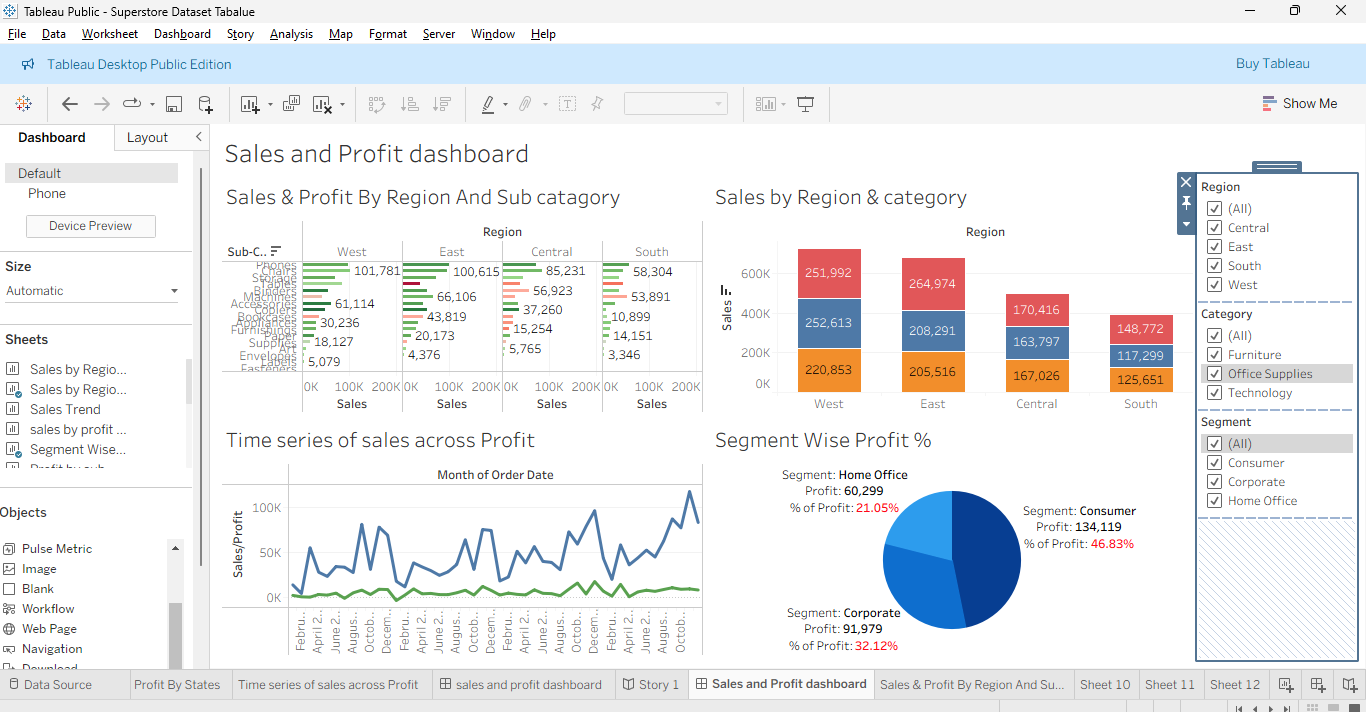 Tableau Public - Superstore Dataset Tabalue
File Data Worksheet Dashboard Story Analysis Map Format Server Window Help
Tableau Desktop Public Edition
Buy Tableau
Show Me
Dashboard Layout
Default
Phone
Device Preview
Size
Automatic
Sheets
Sales by Regio...
Sales by Regio...
Sales Trend
sales by profit ...
Segment Wise...
Profit by sub
Objects
Pulse Metric
Image
Blank
Workflow
Web Page
Navigation
Download
Sales and Profit dashboard
Sales & Profit By Region And Sub catagory
Region
Sub-C.. West East Central South
Phones
Chairs 101,781 100,615 85,231 58,304
Storage
Tables
Binders 66,106 56,923 53,891
Machines
Accessories 61,114
Copiers 43,819 37,260 10,899
Bookcases
Appliances 30,236
Furnishings 20,173 15,254 14,151
Paper
Supplies 18,127
Art 4,376 5,765 3,346
Envelopes
Labels 5,079
Fasteners
0K 100K 200K 0K 100K 200K 0K 100K 200K 0K 100K 200K
Sales Sales Sales Sales
Sales by Region & category
Region
Sales
600K
400K
200K
0K
251,992 264,974 170,416 148,772
252,613 208,291 163,797 117,299
220,853 205,516 167,026 125,651
West East Central South
Time series of sales across Profit
Month of Order Date
Sales/Profit
100K
50K
0K
Febru.. April 2.. June 2.. Augus.. Octob.. Decem.. Febru.. April 2.. June 2.. Augus.. Octob.. Decem.. Febru.. April 2.. June 2.. Augus.. Octob.. Decem.. Febru.. April 2.. June 2.. Augus.. Octob..
Segment Wise Profit %
Segment: Home Office
Profit: 60,299
% of Profit: 21.05%
Segment: Consumer
Profit: 134,119
% of Profit: 46.83%
Segment: Corporate
Profit: 91,979
% of Profit: 32.12%
Region
(All)
Central
East
South
West
Category
(All)
Furniture
Office Supplies
Technology
Segment
(All)
Consumer
Corporate
Home Office
Data Source Profit By States Time series of sales across Profit sales and profit dashboard Story 1 Sales and Profit dashboard Sales & Profit By Region And Su... Sheet 10 Sheet 11 Sheet 12